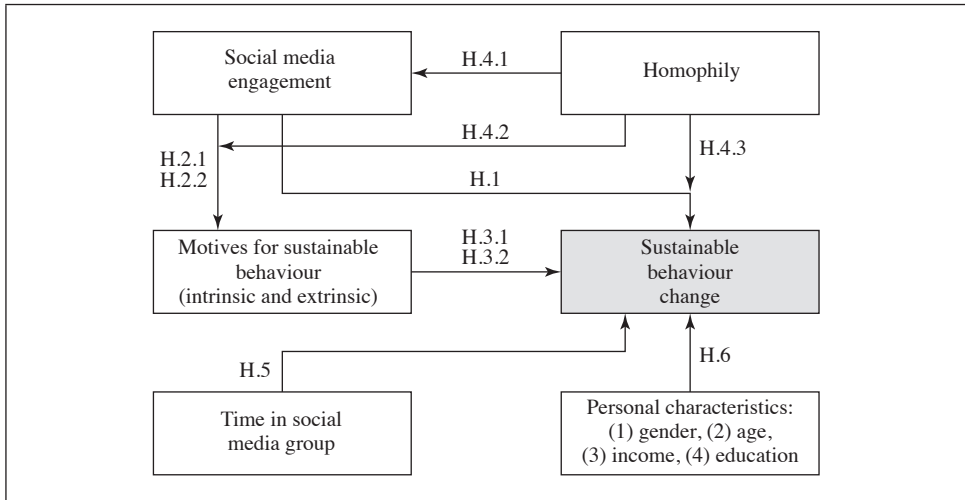 Social media
engagement
H.4.1
Homophily
H.4.2
H.4.3
H.2.1
H.2.2
H.1
Motives for sustainable
behaviour
(intrinsic and extrinsic)
H.3.1
H.3.2
Sustainable
behaviour
change
H.5
H.6
Time in social
media group
Personal characteristics:
(1) gender, (2) age,
(3) income, (4) education